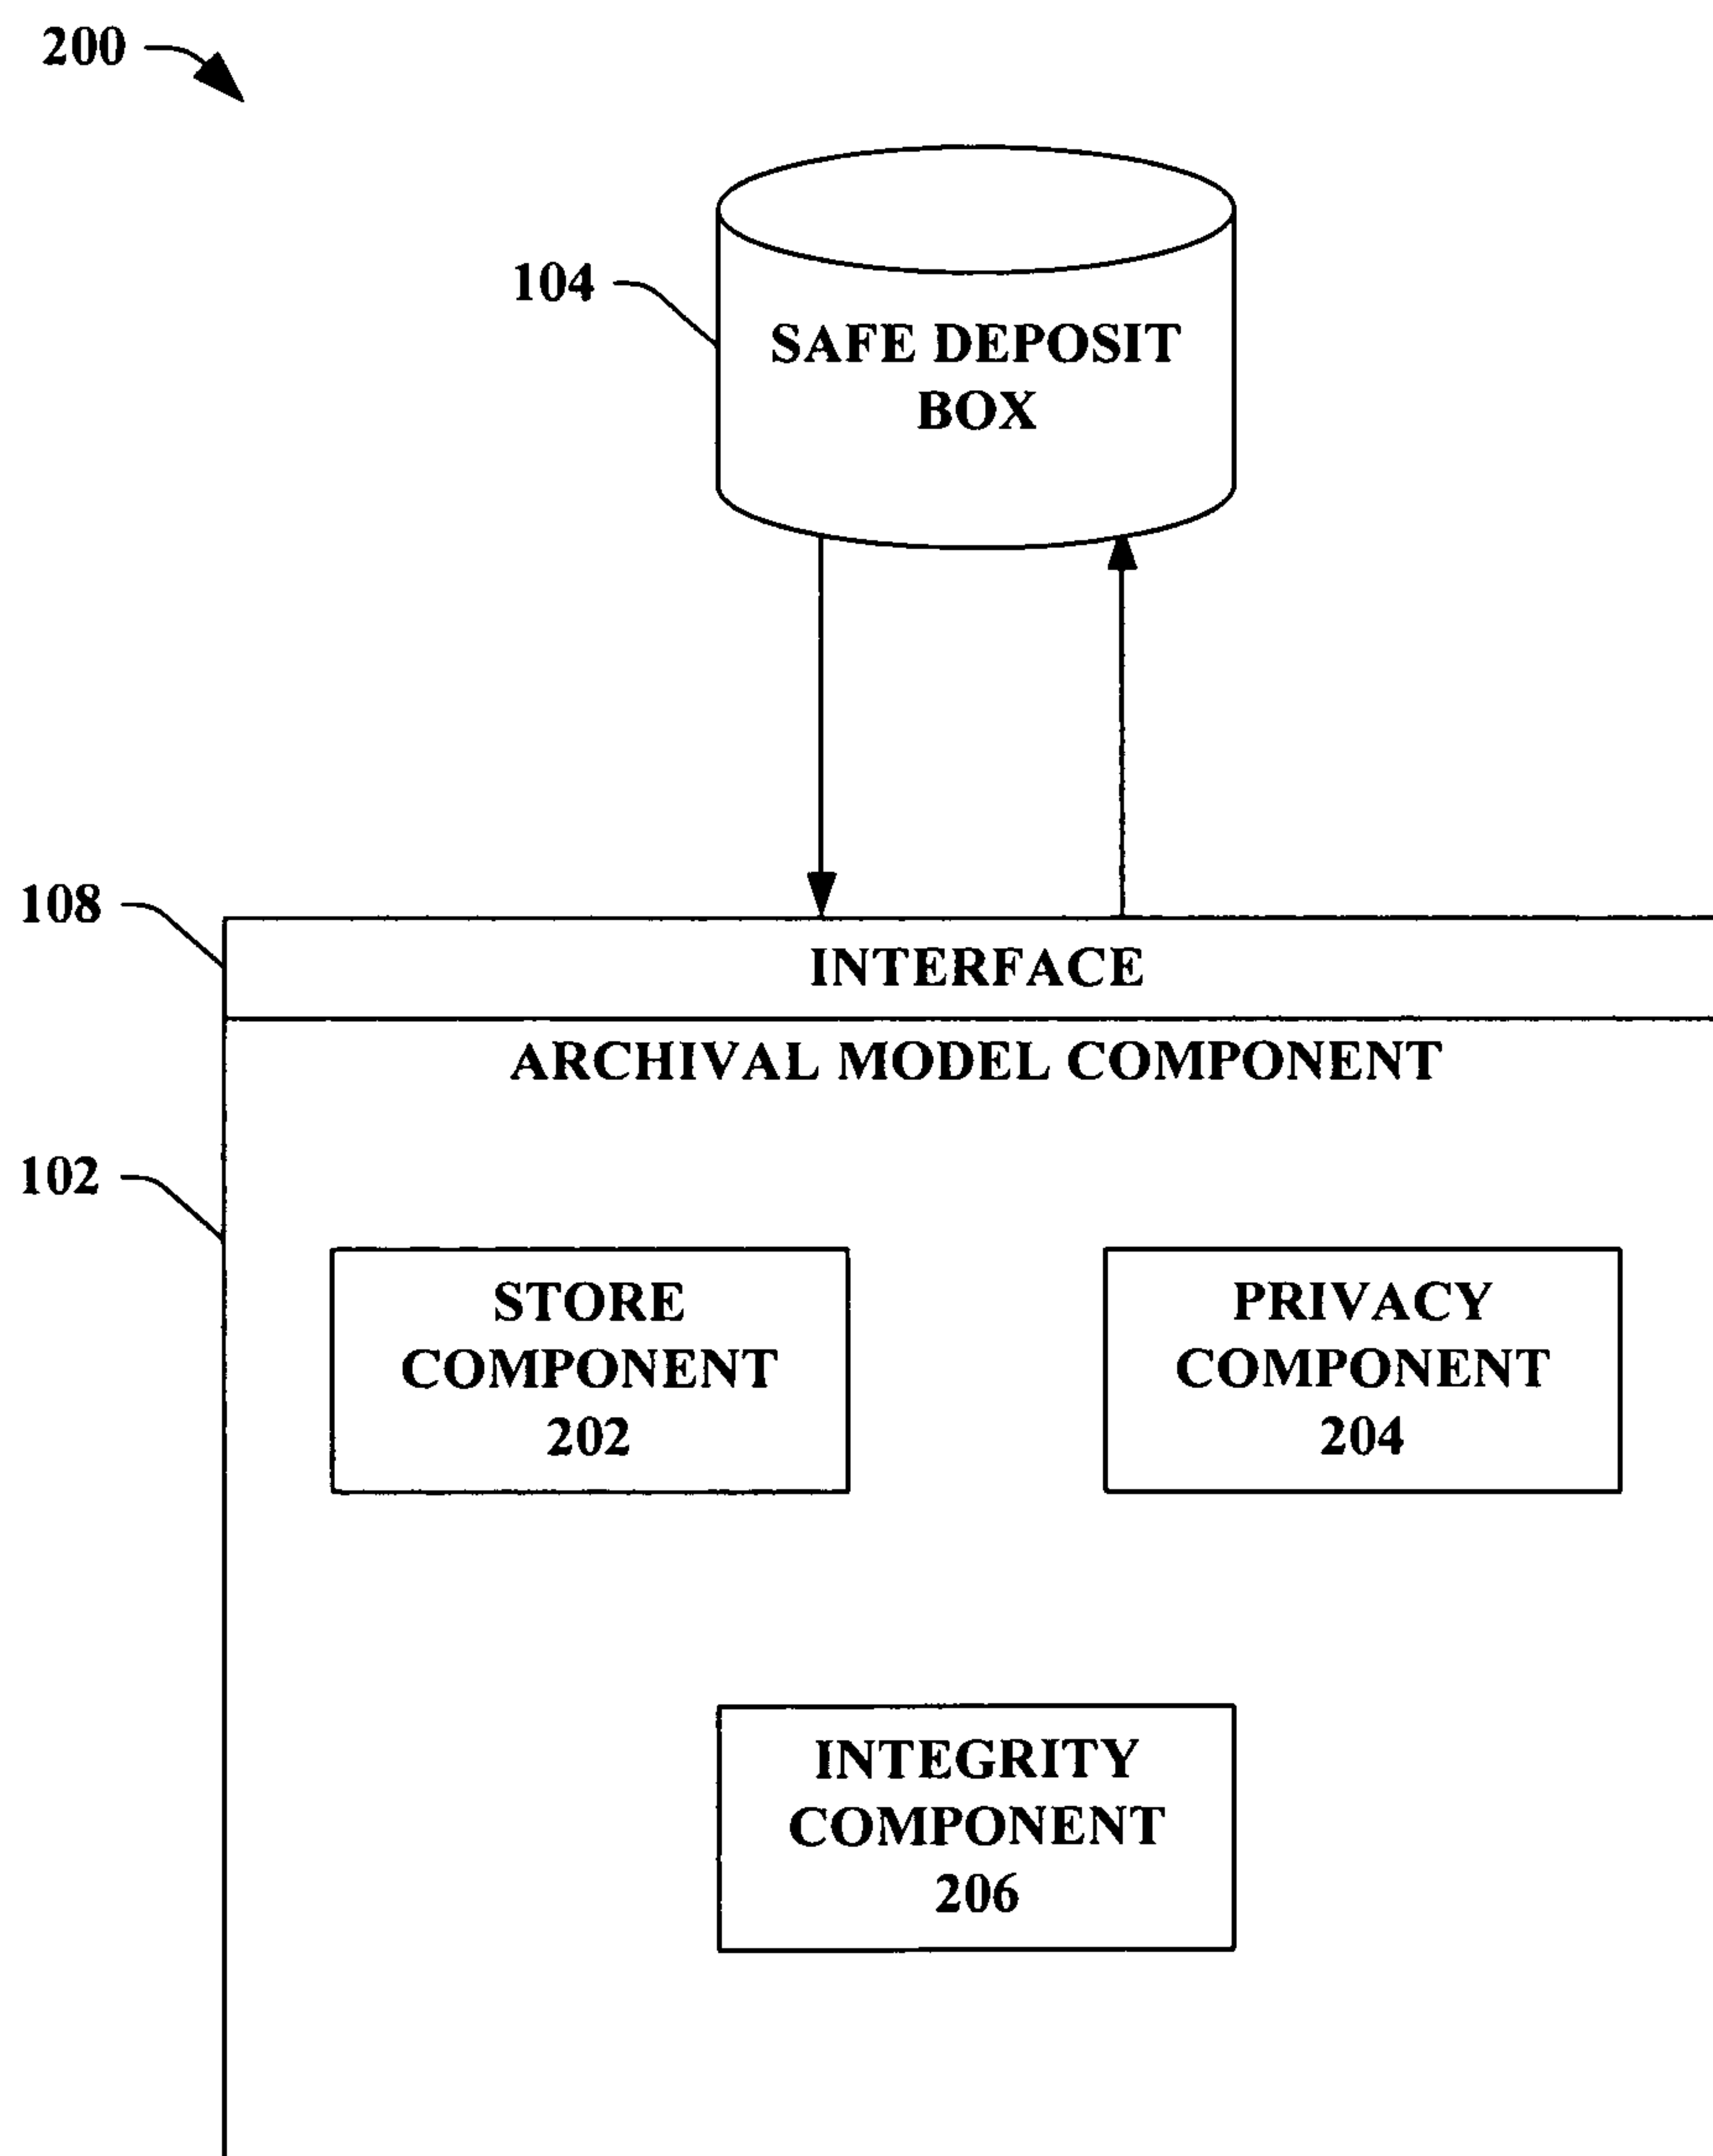 200
104
SAFE DEPOSIT
BOX
108
INTERFACE
ARCHIVAL MODEL COMPONENT
102
STORE
COMPONENT
202
PRIVACY
COMPONENT
204
INTEGRITY
COMPONENT
206